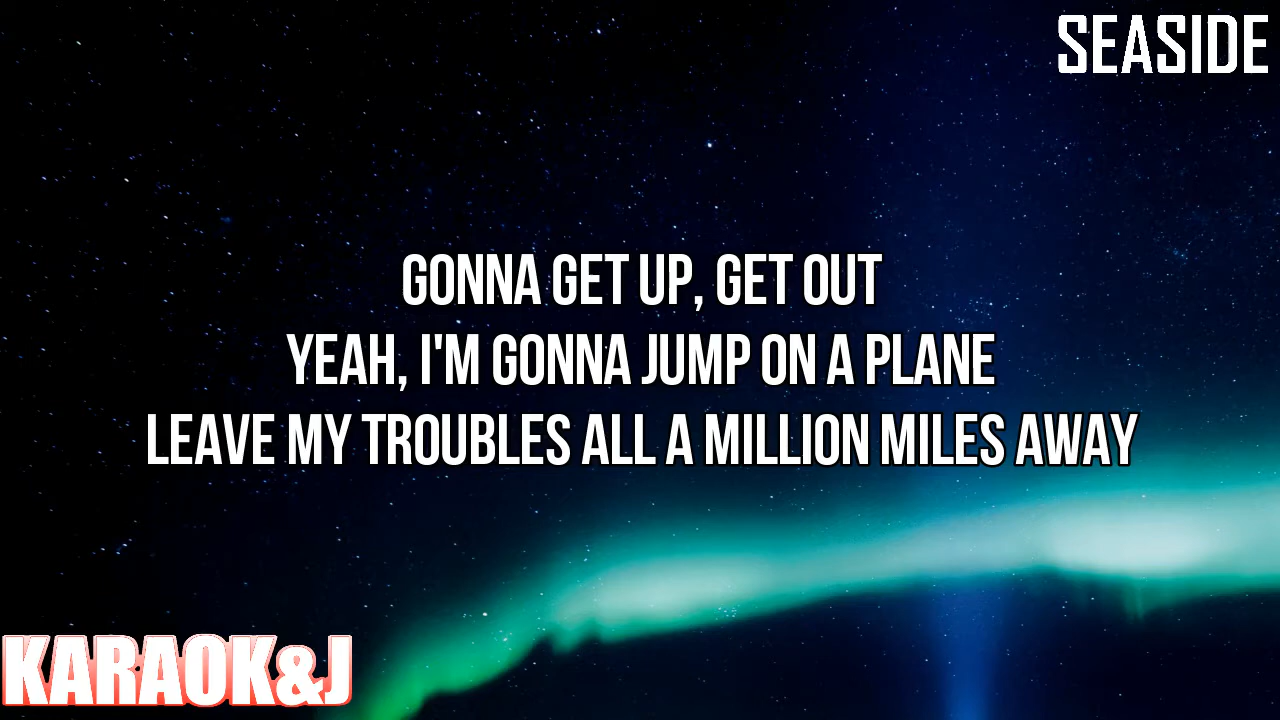 SEASIDE
GONNA GET UP, GET OUT
YEAH, I'M GONNA JUMP ON A PLANE
LEAVE MY TROUBLES ALL A MILLION MILES AWAY
KARAOK&J